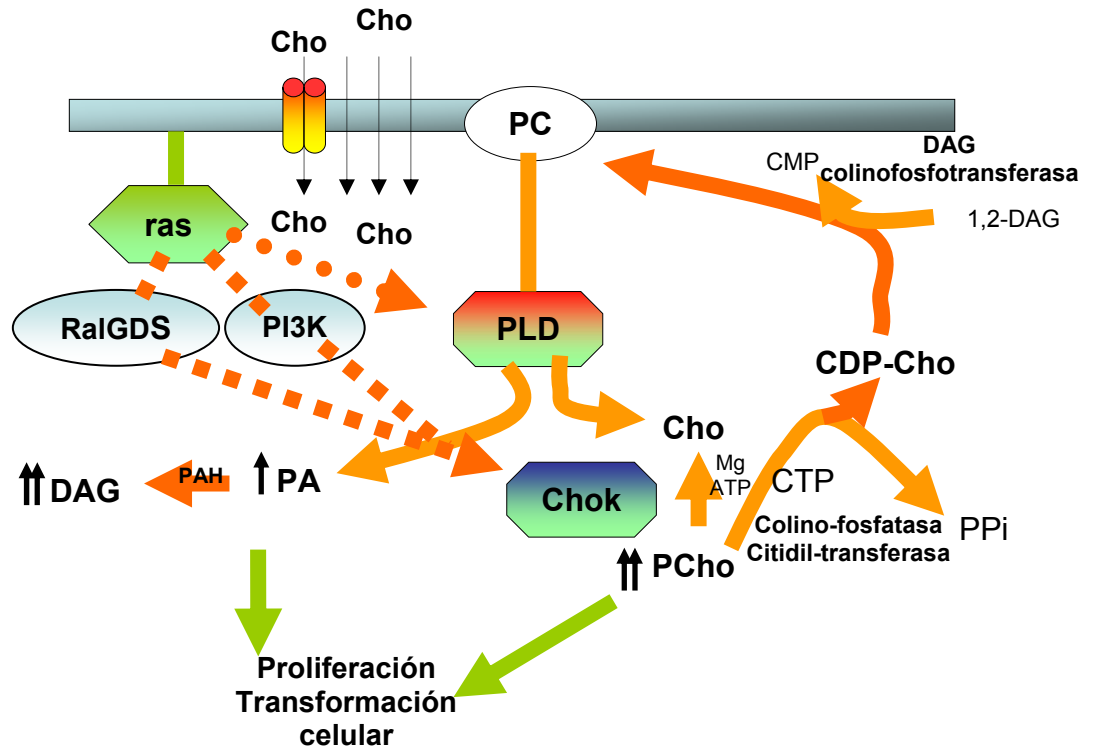 Cho
Cho
PC
DAG
colinofosfotransferasa
CMP
1,2-DAG
ras
Cho
Cho
RalGDS
PI3K
PLD
CDP-Cho
Cho
Mg
ATP
CTP
DAG
PAH
PA
Chok
Colino-fosfatasa
Citidil-transferasa
PPi
PCho
Proliferación
Transformación
celular